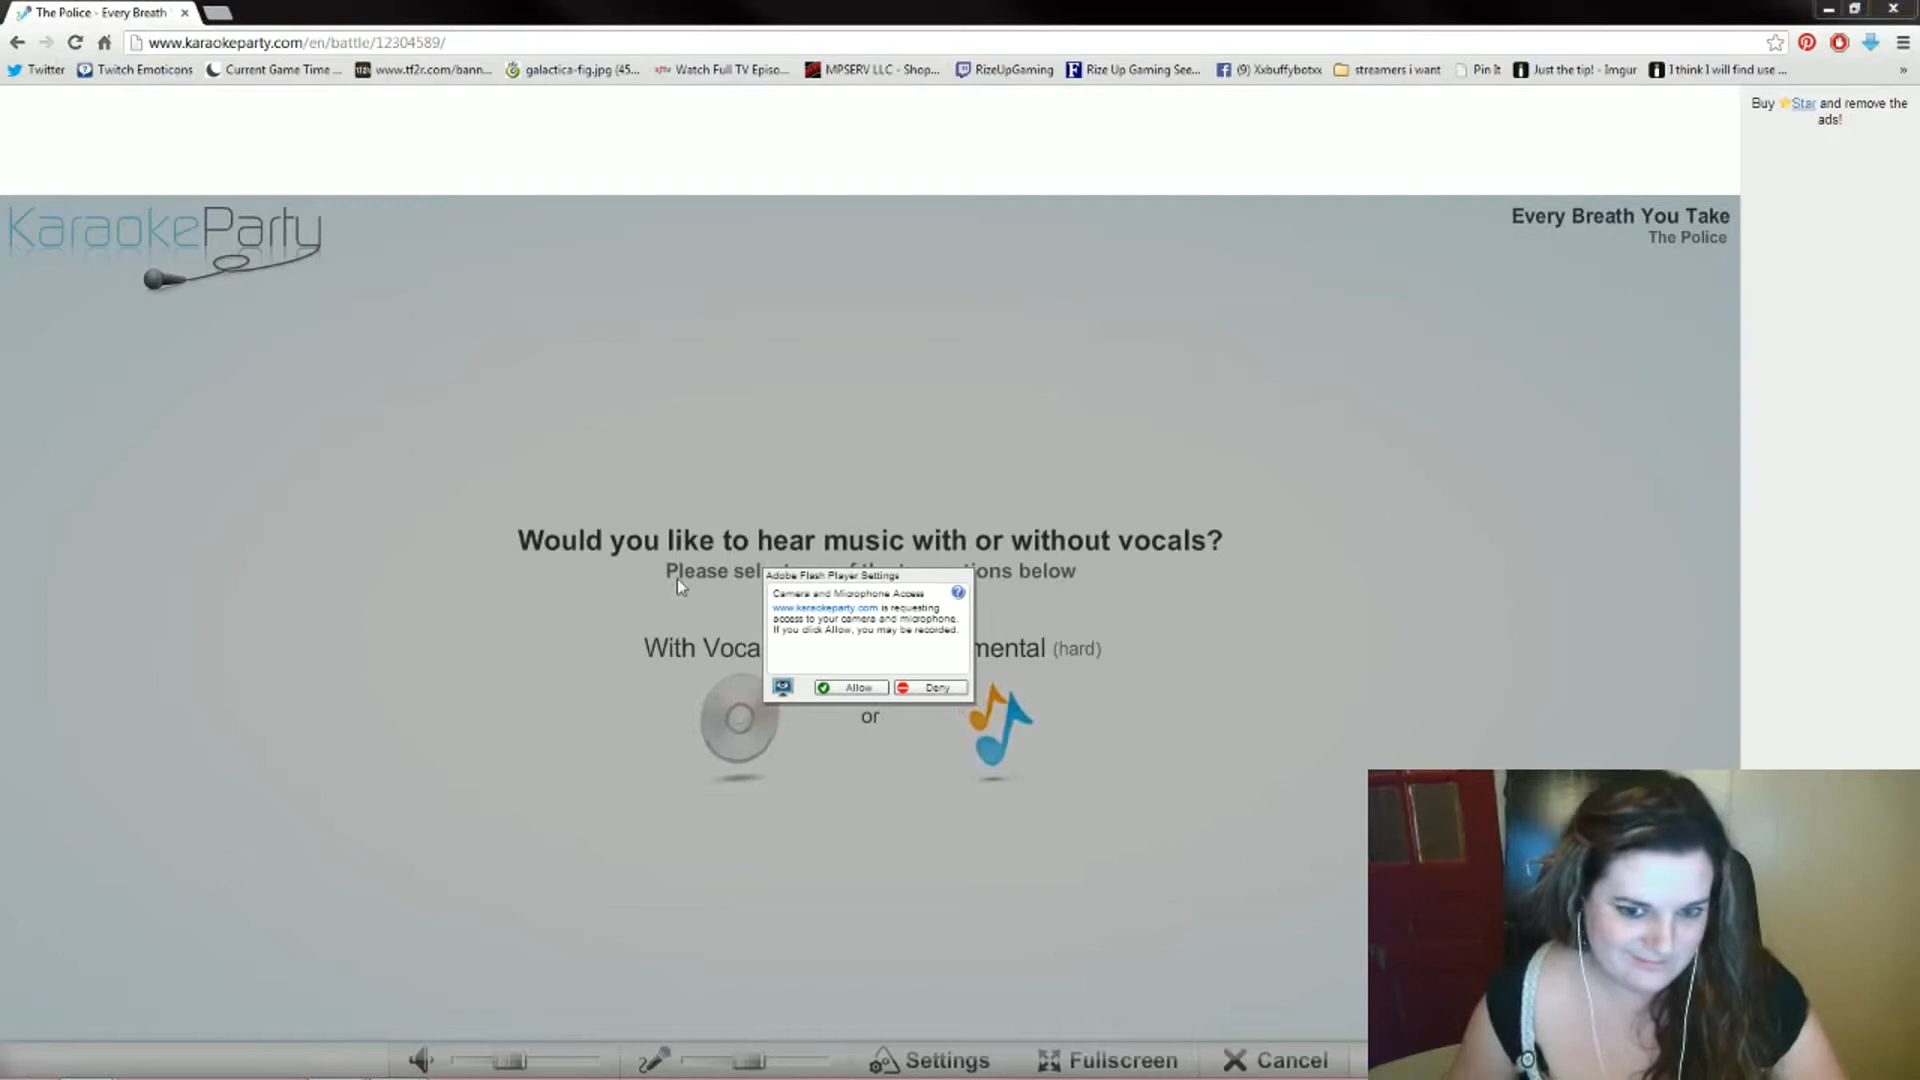 The Police - Every Breath
www.karaokeparty.com/en/battle/12304589/
Twitter Twitch Emoticons Current Game Time ... www.tf2r.com/bann... galactica-fig.jpg (45... Watch Full TV Episo... MPSERV LLC - Shop... RizeUpGaming Rize Up Gaming See... (9) Xxbuffybotxx streamers i want Pin It Just the tip! - Imgur I think I will find use ... »
Buy Star and remove the
ads!
KaraokeParty
Every Breath You Take
The Police
Would you like to hear music with or without vocals?
Please sel ons below
Adobe Flash Player Settings
Camera and Microphone Access
www.karaokeparty.com is requesting
access to your camera and microphone.
If you click Allow, you may be recorded.
With Voca mental (hard)
Allow Deny
or
Settings Fullscreen Cancel